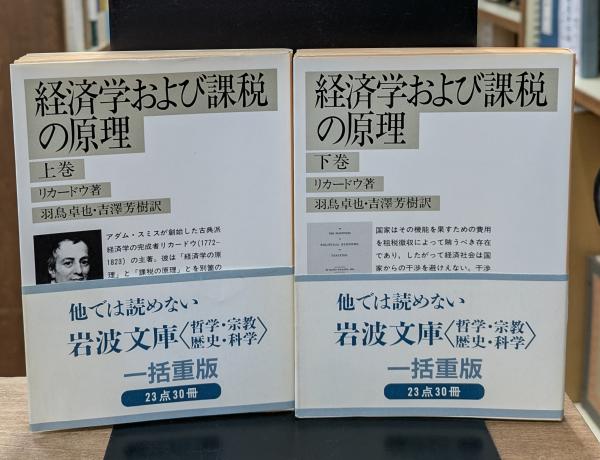 経済学および課税
の原理
上巻
リカードウ著
羽鳥卓也・吉澤芳樹訳
アダム・スミスが創始した古典派
経済学の完成者リカードウ(1772–
1823)の主著。彼は「経済学の原
理」と「課税の原理」とを別箇の
他では読めない
岩波文庫〈哲学・宗教
歴史・科学〉
一括重版
23点30冊
経済学および課税
の原理
下巻
リカードウ著
羽鳥卓也・吉澤芳樹訳
国家はその機能を果すための費用
を租税徴収によって賄うべき存在
であり、したがって経済社会は国
家からの干渉を避けえない。干渉
他では読めない
岩波文庫〈哲学・宗教
歴史・科学〉
一括重版
23点30冊